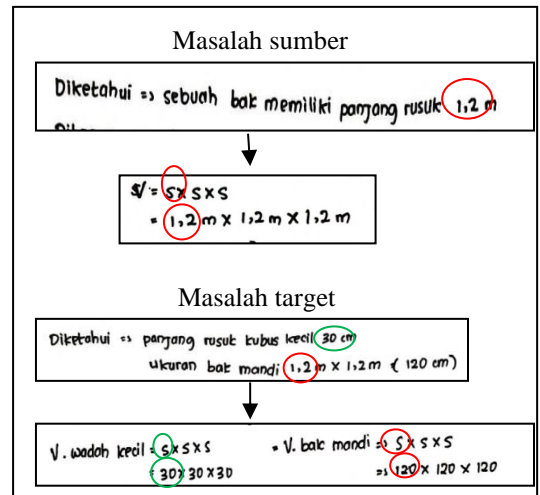 Masalah sumber
Diketahui => sebuah bak memiliki panjang rusuk 1,2 m
V = s x s x s
= 1,2 m x 1,2 m x 1,2 m
Masalah target
Diketahui => panjang rusuk kubus kecil 30 cm
ukuran bak mandi 1,2 m x 1,2 m ( 120 cm)
V. wadah kecil = s x s x s
= 30 x 30 x 30
= V. bak mandi => s x s x s
=> 120 x 120 x 120